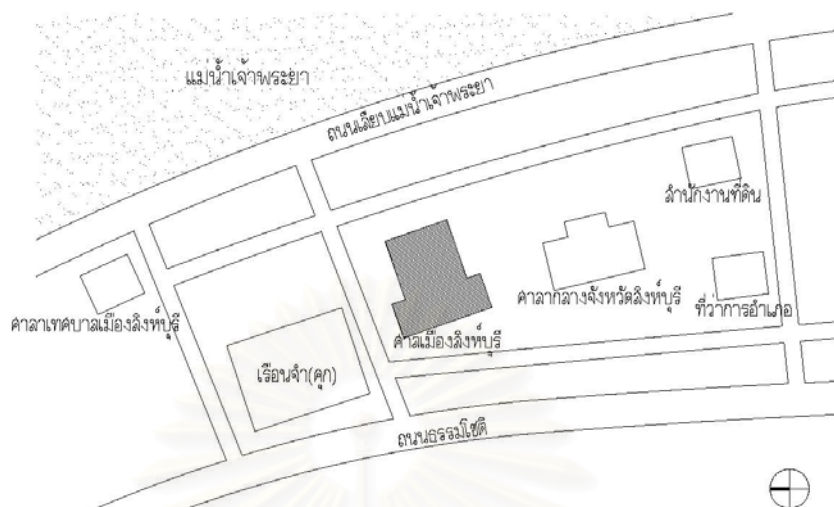 แม่น้ำเจ้าพระยา
ถนนเลียบแม่น้ำเจ้าพระยา
สำนักงานที่ดิน
ศาลากลางจังหวัดสิงห์บุรี
ที่ว่าการอำเภอ
ศาลาเทศบาลเมืองสิงห์บุรี
ศาลเมืองสิงห์บุรี
เรือนจำ(คุก)
ถนนธรรมโชติ